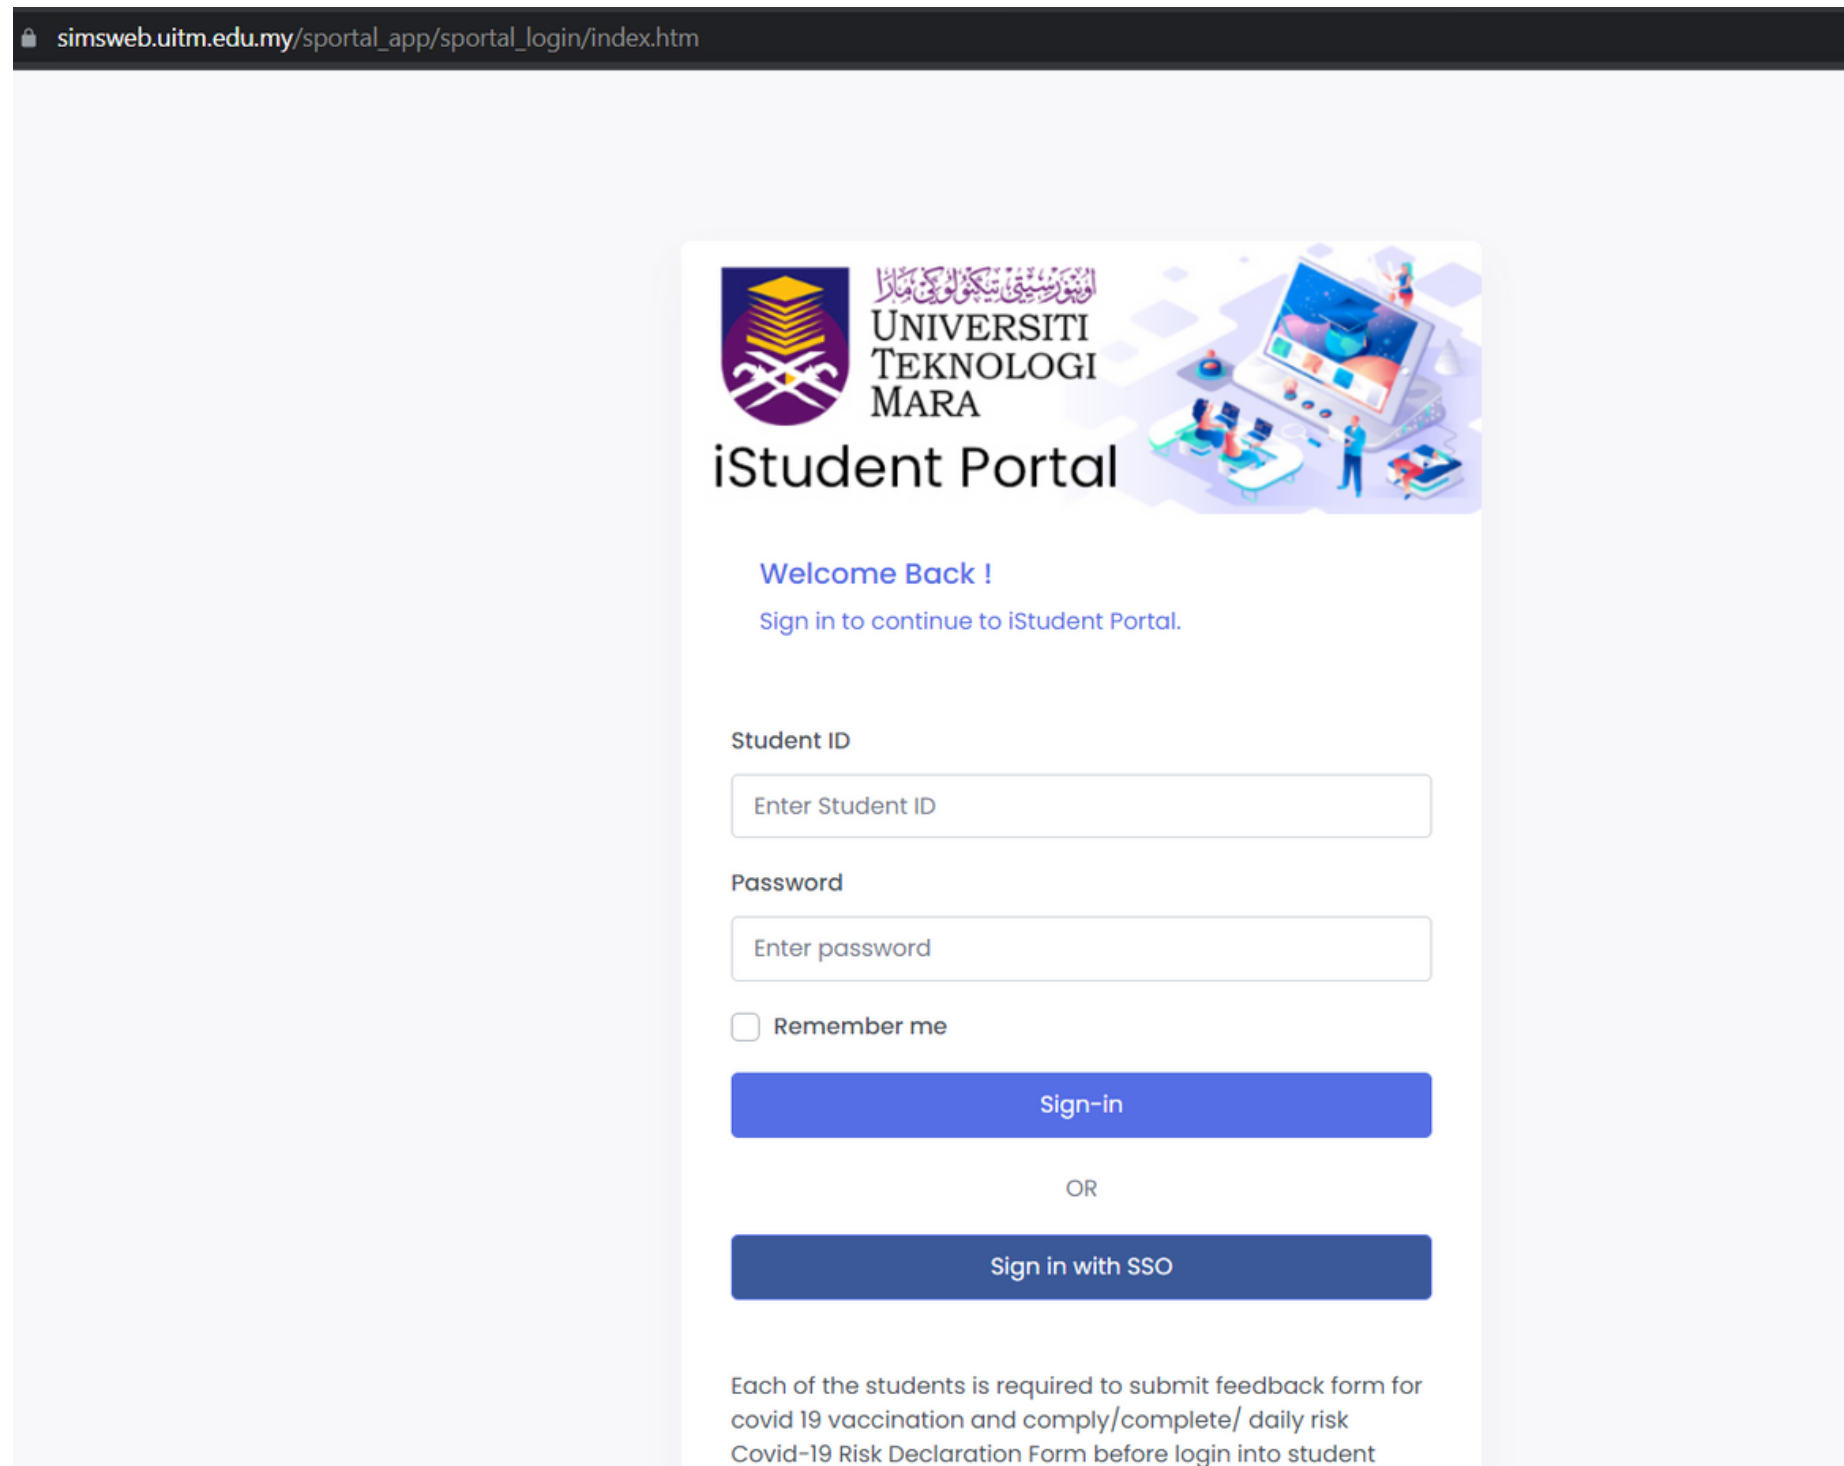 simsweb.uitm.edu.my/sportal_app/sportal_login/index.htm
اونيۏرسيتي تيكنولوݢي مارا
UNIVERSITI
TEKNOLOGI
MARA
iStudent Portal
Welcome Back !
Sign in to continue to iStudent Portal.
Student ID
Enter Student ID
Password
Enter password
Remember me
Sign-in
OR
Sign in with SSO
Each of the students is required to submit feedback form for
covid 19 vaccination and comply/complete/ daily risk
Covid-19 Risk Declaration Form before login into student